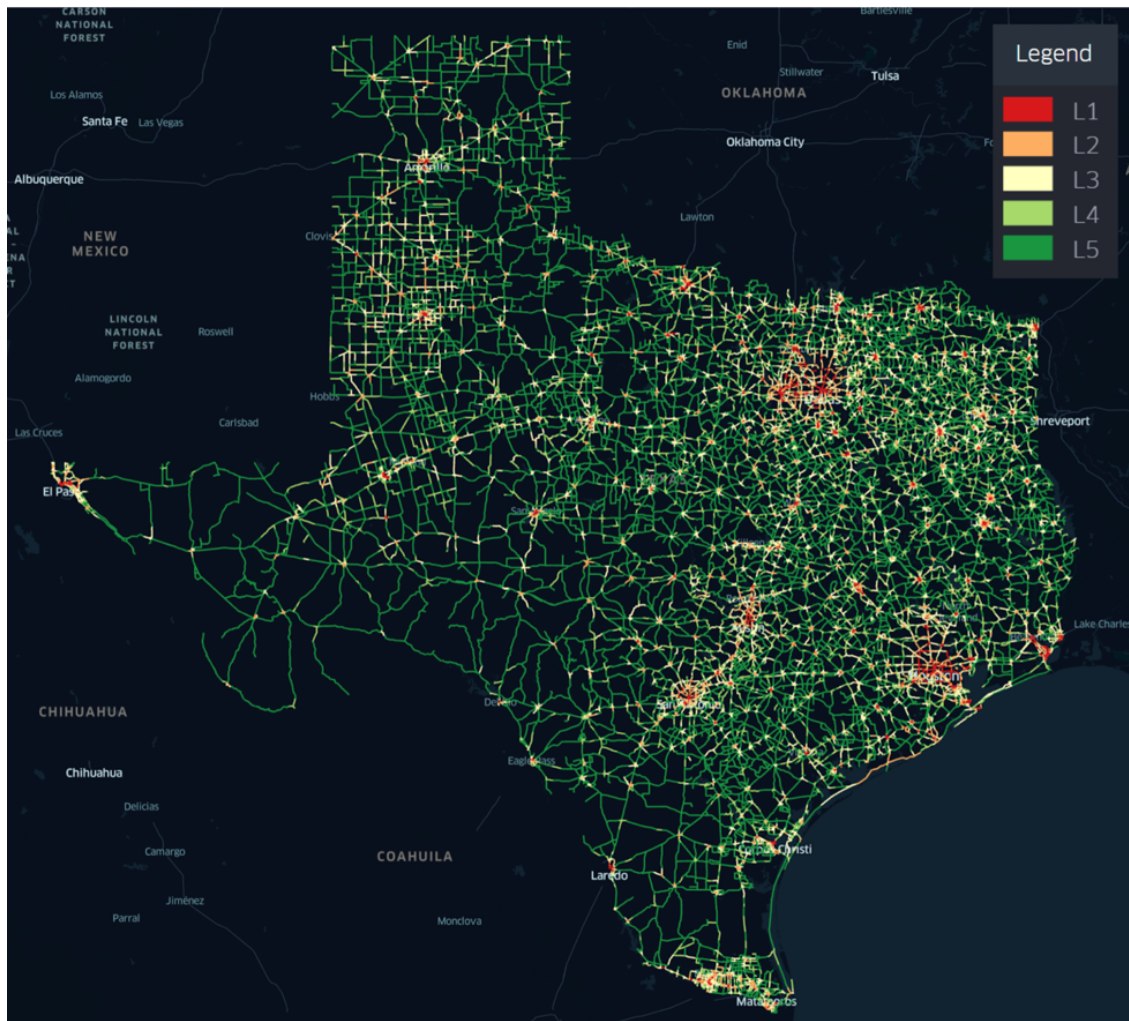 CARSON
NATIONAL
FOREST
Bartlesville
Enid
Stillwater
Tulsa
Legend
L1
L2
L3
L4
L5
OKLAHOMA
Los Alamos
Santa Fe
Las Vegas
Oklahoma City
Albuquerque
Amarillo
Lawton
NEW
MEXICO
Clovis
LINCOLN
NATIONAL
FOREST
Roswell
Alamogordo
Hobbs
Carlsbad
Las Cruces
Dallas
Shreveport
El Pas
Lake Charles
Houston
San Antonio
Del Rio
Eagle Pass
CHIHUAHUA
Chihuahua
Delicias
Camargo
Jiménez
Parral
COAHUILA
Monclova
Laredo
Corpus Christi
Matamoros